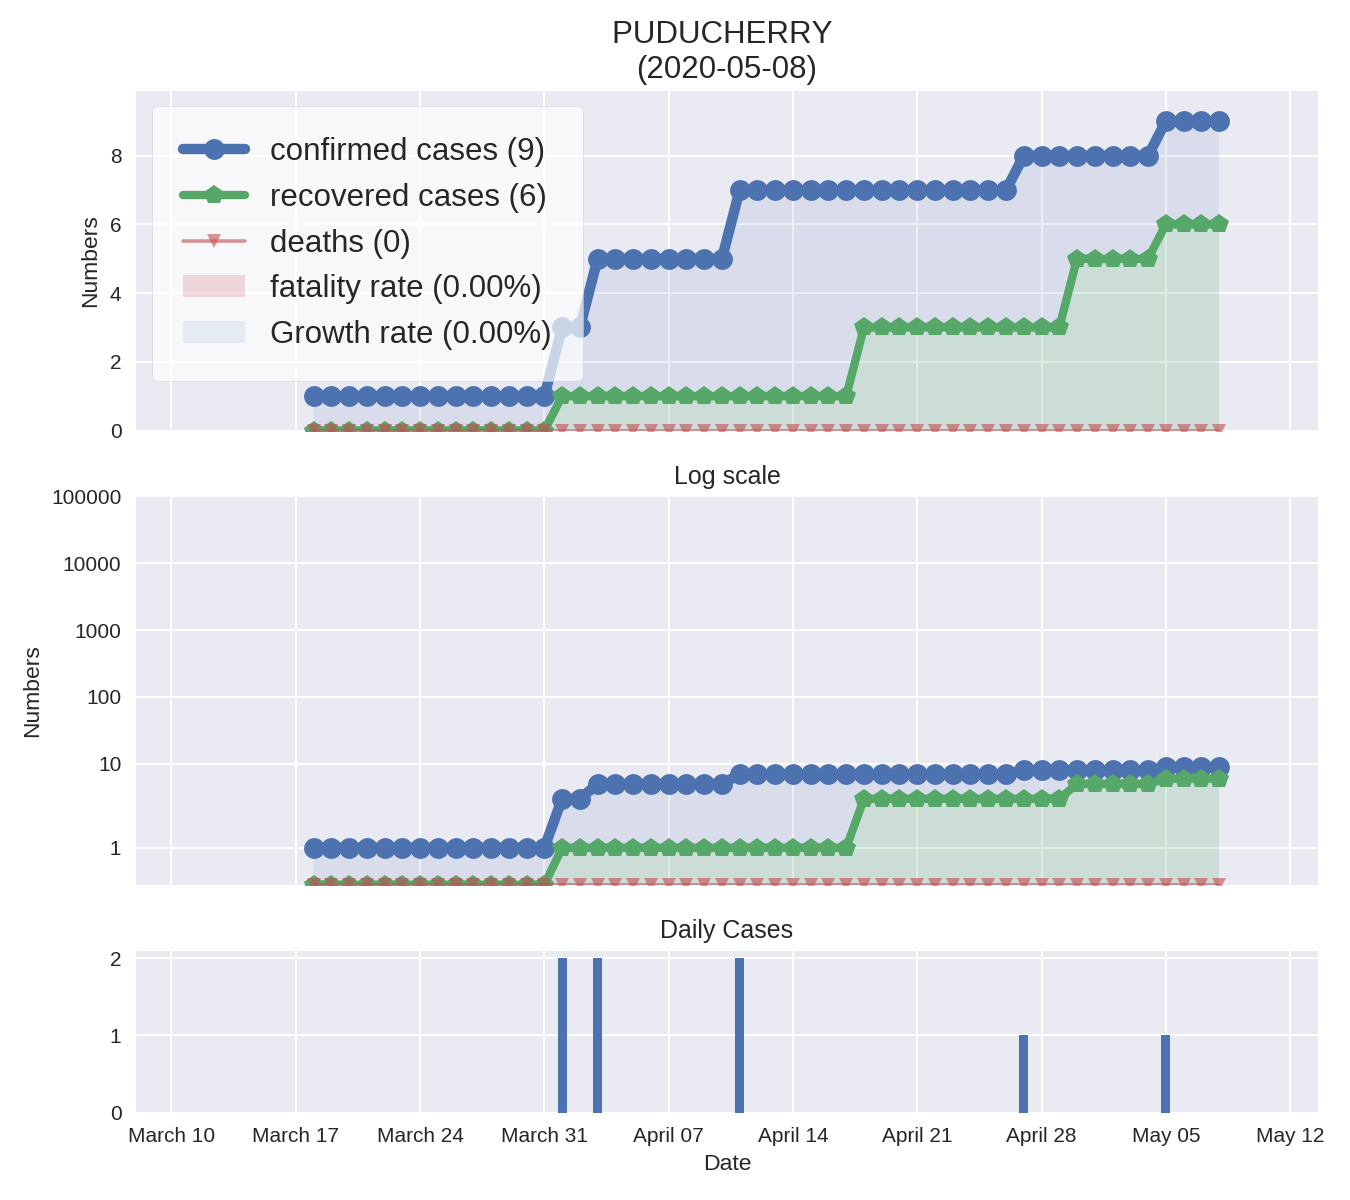 PUDUCHERRY
(2020-05-08)
confirmed cases (9)
recovered cases (6)
deaths (0)
fatality rate (0.00%)
Growth rate (0.00%)
Numbers
8
6
4
2
0
Log scale
Numbers
100000
10000
1000
100
10
1
Daily Cases
2
1
0
March 10 March 17 March 24 March 31 April 07 April 14 April 21 April 28 May 05 May 12
Date